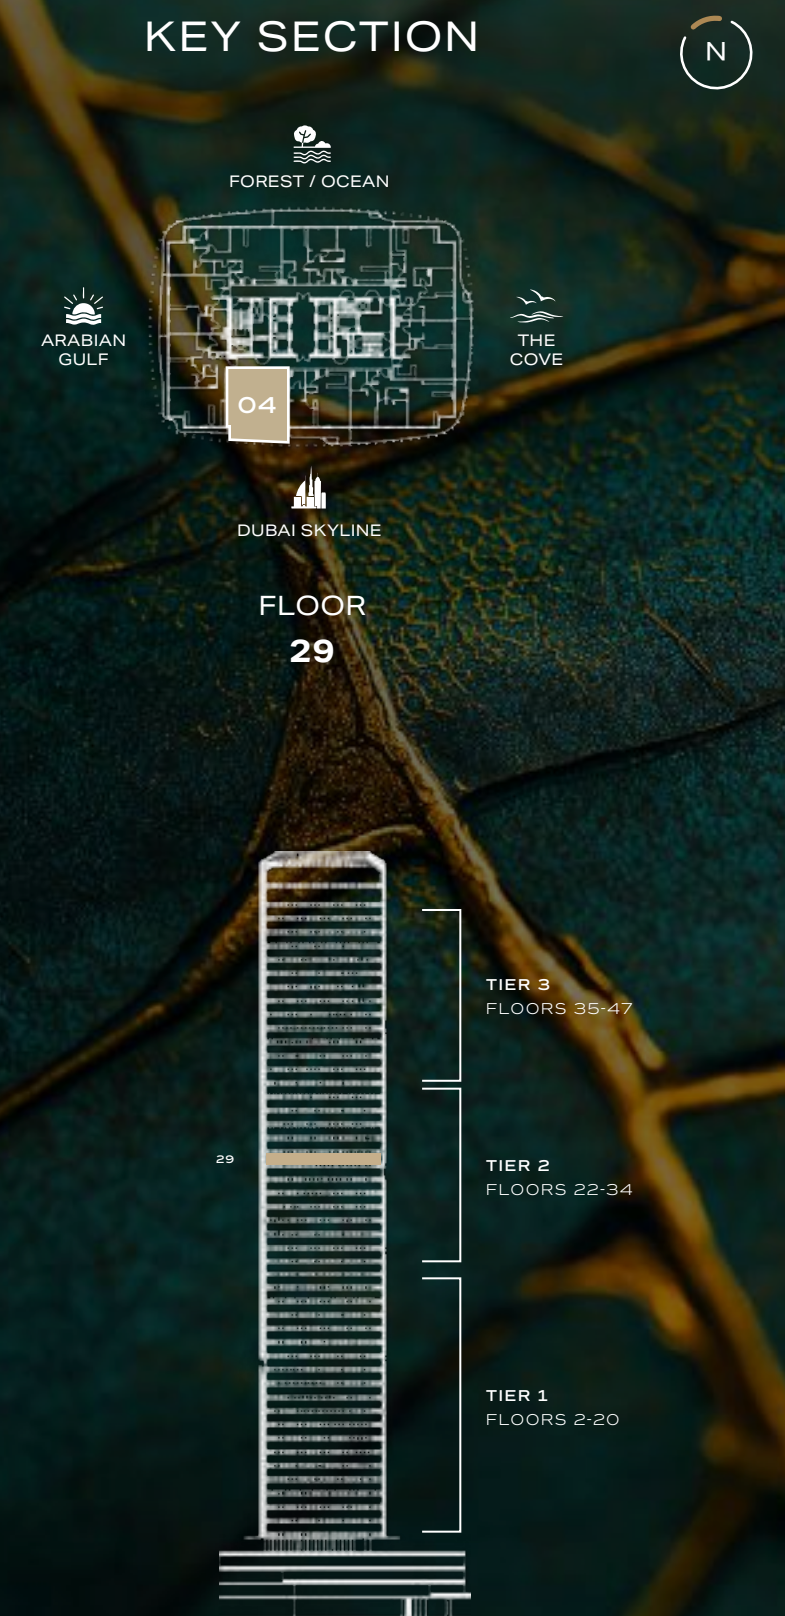 KEY SECTION
N
FOREST / OCEAN
ARABIAN
GULF
THE
COVE
04
DUBAI SKYLINE
FLOOR
29
TIER 3
FLOORS 35-47
29
TIER 2
FLOORS 22-34
TIER 1
FLOORS 2-20